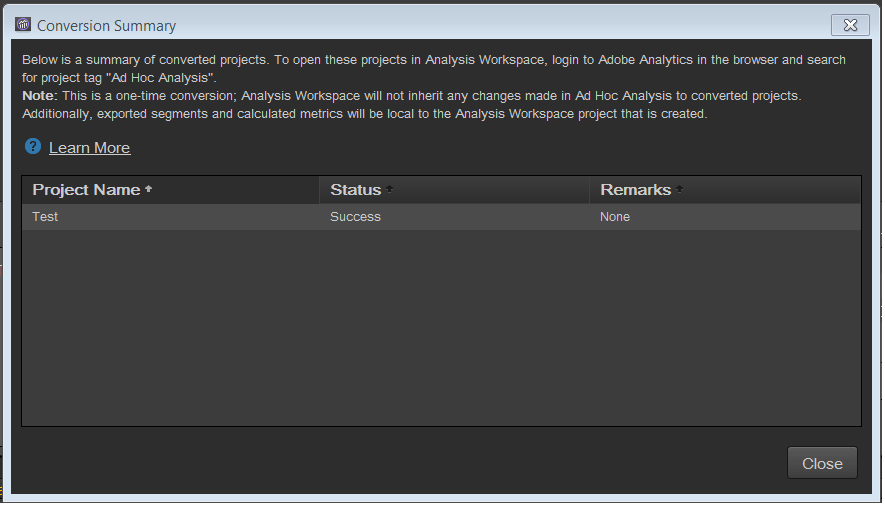 Conversion Summary
Below is a summary of converted projects. To open these projects in Analysis Workspace, login to Adobe Analytics in the browser and search
for project tag "Ad Hoc Analysis".
Note: This is a one-time conversion; Analysis Workspace will not inherit any changes made in Ad Hoc Analysis to converted projects.
Additionally, exported segments and calculated metrics will be local to the Analysis Workspace project that is created.
? Learn More
Project Name Status Remarks
Test Success None
Close